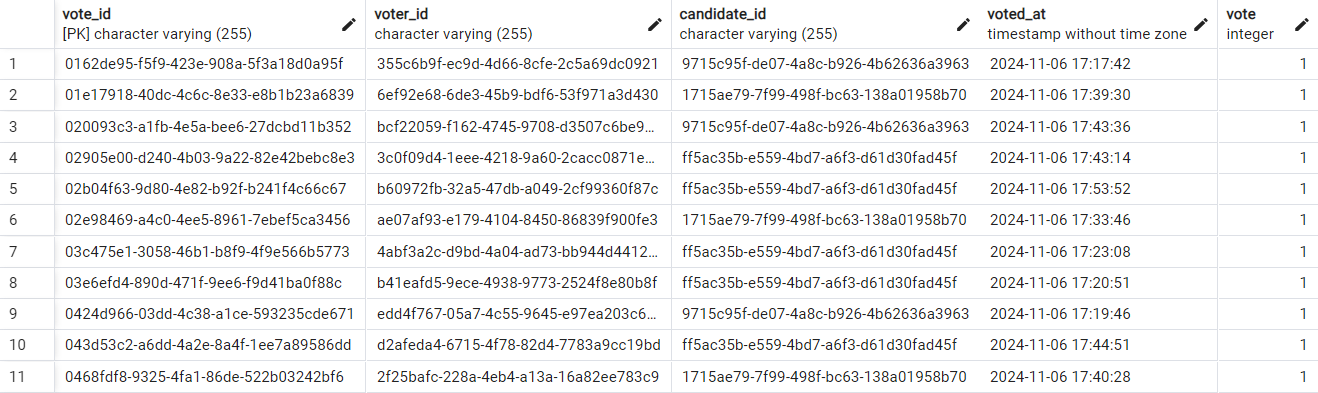 vote_id voter_id candidate_id voted_at vote
[PK] character varying (255) character varying (255) character varying (255) timestamp without time zone integer
1 0162de95-f5f9-423e-908a-5f3a18d0a95f 355c6b9f-ec9d-4d66-8cfe-2c5a69dc0921 9715c95f-de07-4a8c-b926-4b62636a3963 2024-11-06 17:17:42 1
2 01e17918-40dc-4c6c-8e33-e8b1b23a6839 6ef92e68-6de3-45b9-bdf6-53f971a3d430 1715ae79-7f99-498f-bc63-138a01958b70 2024-11-06 17:39:30 1
3 020093c3-a1fb-4e5a-bee6-27dcbd11b352 bcf22059-f162-4745-9708-d3507c6be9... 9715c95f-de07-4a8c-b926-4b62636a3963 2024-11-06 17:43:36 1
4 02905e00-d240-4b03-9a22-82e42bebc8e3 3c0f09d4-1eee-4218-9a60-2cacc0871e... ff5ac35b-e559-4bd7-a6f3-d61d30fad45f 2024-11-06 17:43:14 1
5 02b04f63-9d80-4e82-b92f-b241f4c66c67 b60972fb-32a5-47db-a049-2cf99360f87c ff5ac35b-e559-4bd7-a6f3-d61d30fad45f 2024-11-06 17:53:52 1
6 02e98469-a4c0-4ee5-8961-7ebef5ca3456 ae07af93-e179-4104-8450-86839f900fe3 1715ae79-7f99-498f-bc63-138a01958b70 2024-11-06 17:33:46 1
7 03c475e1-3058-46b1-b8f9-4f9e566b5773 4abf3a2c-d9bd-4a04-ad73-bb944d4412... ff5ac35b-e559-4bd7-a6f3-d61d30fad45f 2024-11-06 17:23:08 1
8 03e6efd4-890d-471f-9ee6-f9d41ba0f88c b41eafd5-9ece-4938-9773-2524f8e80b8f ff5ac35b-e559-4bd7-a6f3-d61d30fad45f 2024-11-06 17:20:51 1
9 0424d966-03dd-4c38-a1ce-593235cde671 edd4f767-05a7-4c55-9645-e97ea203c6... 9715c95f-de07-4a8c-b926-4b62636a3963 2024-11-06 17:19:46 1
10 043d53c2-a6dd-4a2e-8a4f-1ee7a89586dd d2afeda4-6715-4f78-82d4-7783a9cc19bd ff5ac35b-e559-4bd7-a6f3-d61d30fad45f 2024-11-06 17:44:51 1
11 0468fdf8-9325-4fa1-86de-522b03242bf6 2f25bafc-228a-4eb4-a13a-16a82ee783c9 1715ae79-7f99-498f-bc63-138a01958b70 2024-11-06 17:40:28 1